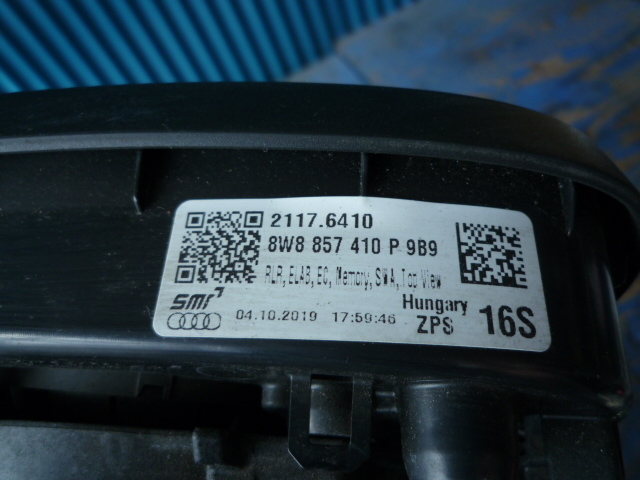 2117.6410
8W8 857 410 P 9B9
RLR, ELAB, EC, Memory, SWA, Top View
smr
Hungary
04.10.2019 17:59:46 ZPS 16S